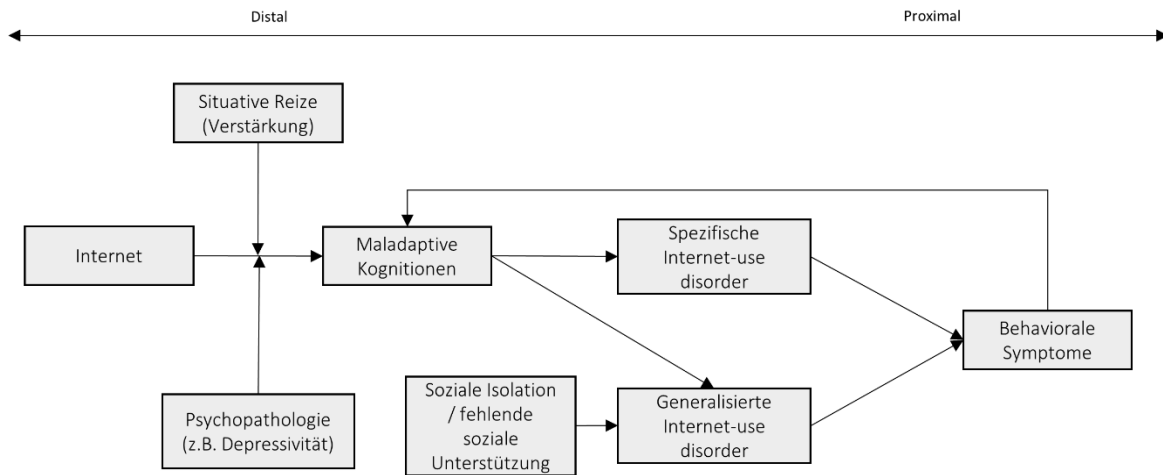 Distal
Proximal
Situative Reize
(Verstärkung)
Internet
Maladaptive
Kognitionen
Spezifische
Internet-use
disorder
Behaviorale
Symptome
Psychopathologie
(z.B. Depressivität)
Soziale Isolation
/ fehlende
soziale
Unterstützung
Generalisierte
Internet-use
disorder